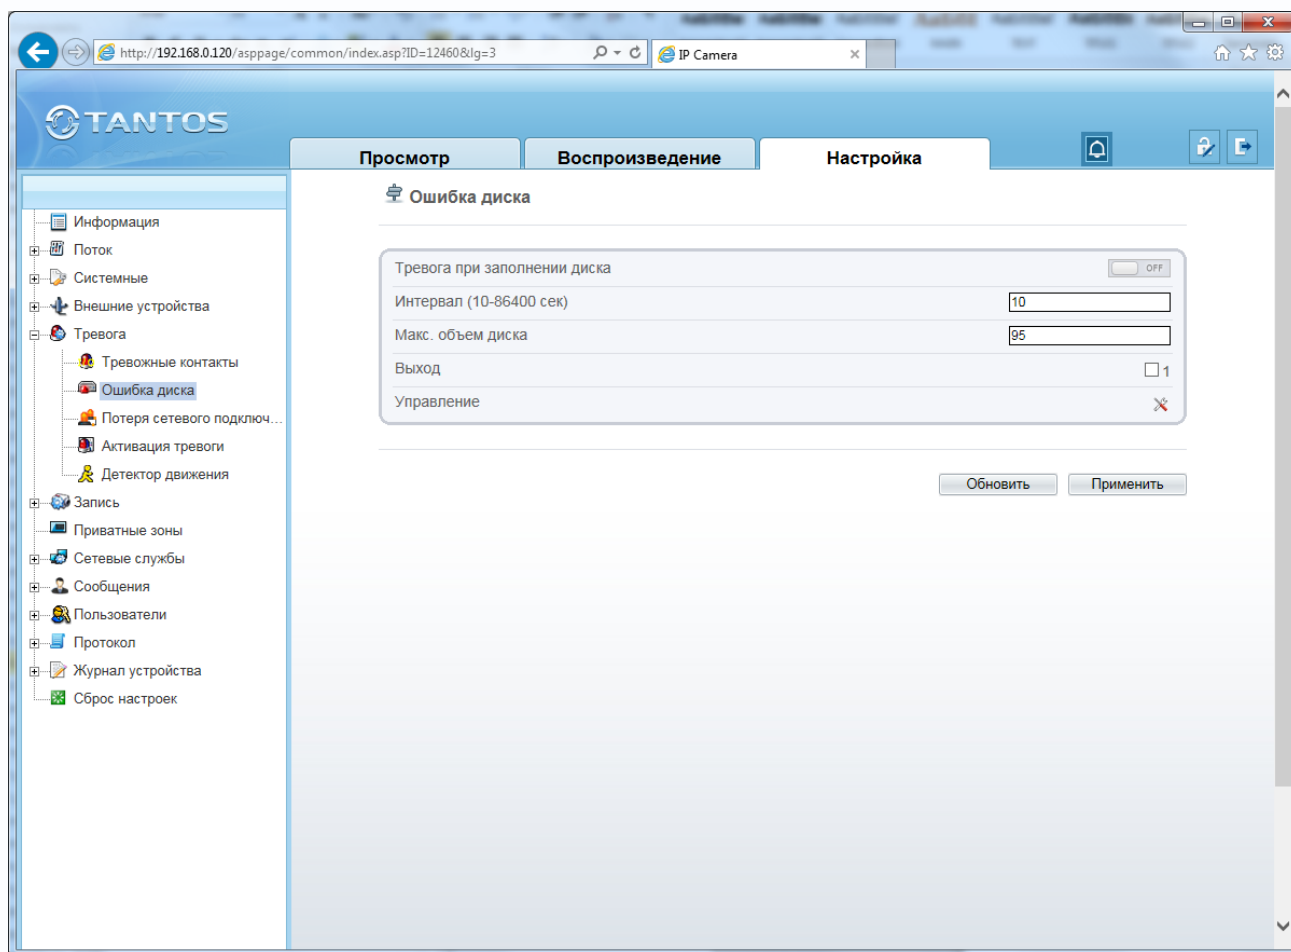 http://192.168.0.120/asppage/common/index.asp?ID=12460&lg=3
IP Camera
TANTOS
Просмотр
Воспроизведение
Настройка
Информация
Поток
Системные
Внешние устройства
Тревога
Тревожные контакты
Ошибка диска
Потеря сетевого подключ...
Активация тревоги
Детектор движения
Запись
Приватные зоны
Сетевые службы
Сообщения
Пользователи
Протокол
Журнал устройства
Сброс настроек
Ошибка диска
Тревога при заполнении диска OFF
Интервал (10-86400 сек) 10
Макс. объем диска 95
Выход 1
Управление
Обновить Применить